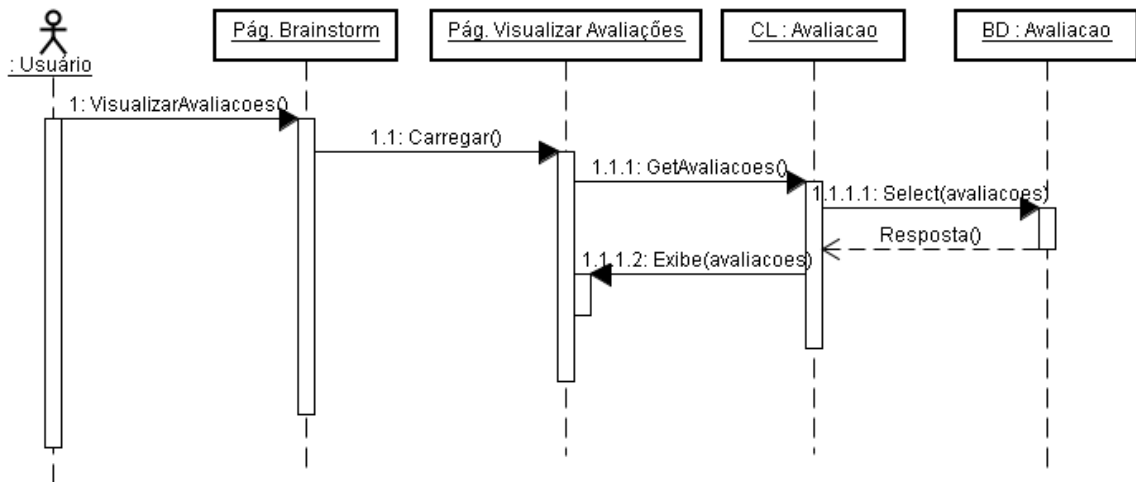 : Usuário
Pág. Brainstorm
Pág. Visualizar Avaliações
CL : Avaliacao
BD : Avaliacao
1: VisualizarAvaliacoes()
1.1: Carregar()
1.1.1: GetAvaliacoes()
1.1.1.1: Select(avaliacoes)
Resposta()
1.1.1.2: Exibe(avaliacoes)